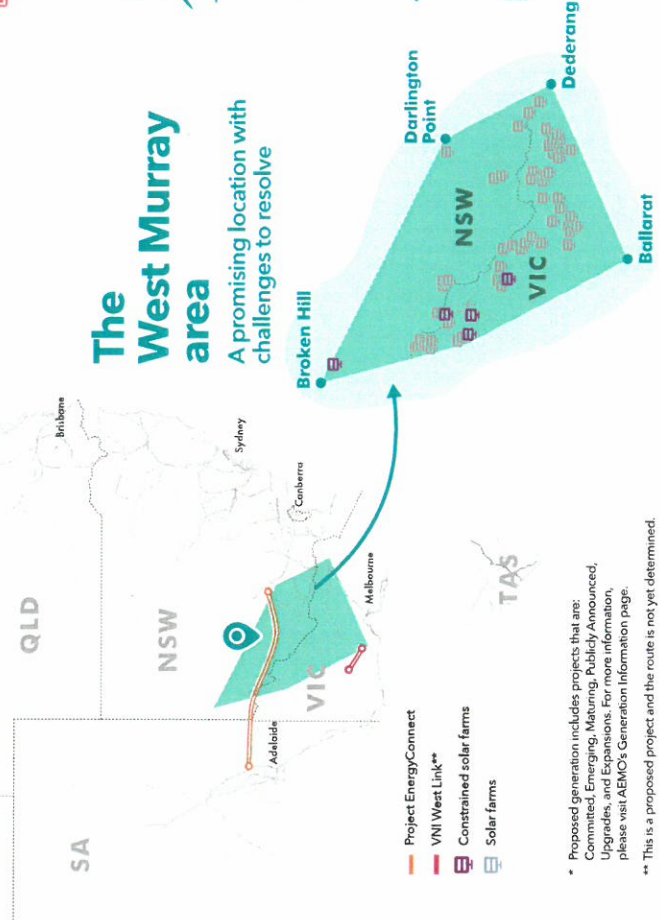 The
West Murray
area
A promising location with
challenges to resolve
QLD
NSW
SA
VIC
TAS
Brisbane
Sydney
Canberra
Melbourne
Adelaide
Broken Hill
Darlington
Point
Dederang
Ballarat
NSW
VIC
Project EnergyConnect
VNI West Link**
Constrained solar farms
Solar farms
* Proposed generation includes projects that are:
Committed, Emerging, Maturing, Publicly Announced,
Upgrades, and Expansions. For more information,
please visit AEMO's Generation Information page.
** This is a proposed project and the route is not yet determined.